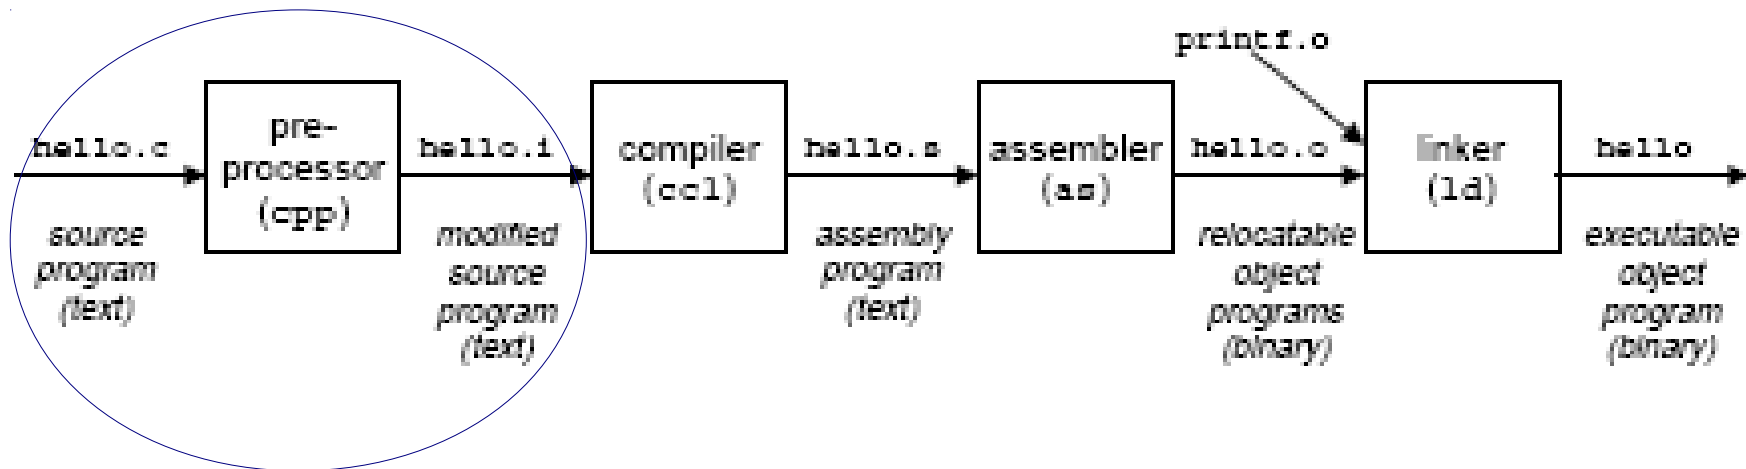 printf.o
hello.c
pre-
processor
(cpp)
hello.i
compiler
(cc1)
hello.s
assembler
(as)
hello.o
linker
(ld)
hello
source
program
(text)
modified
source
program
(text)
assembly
program
(text)
relocatable
object
programs
(binary)
executable
object
program
(binary)